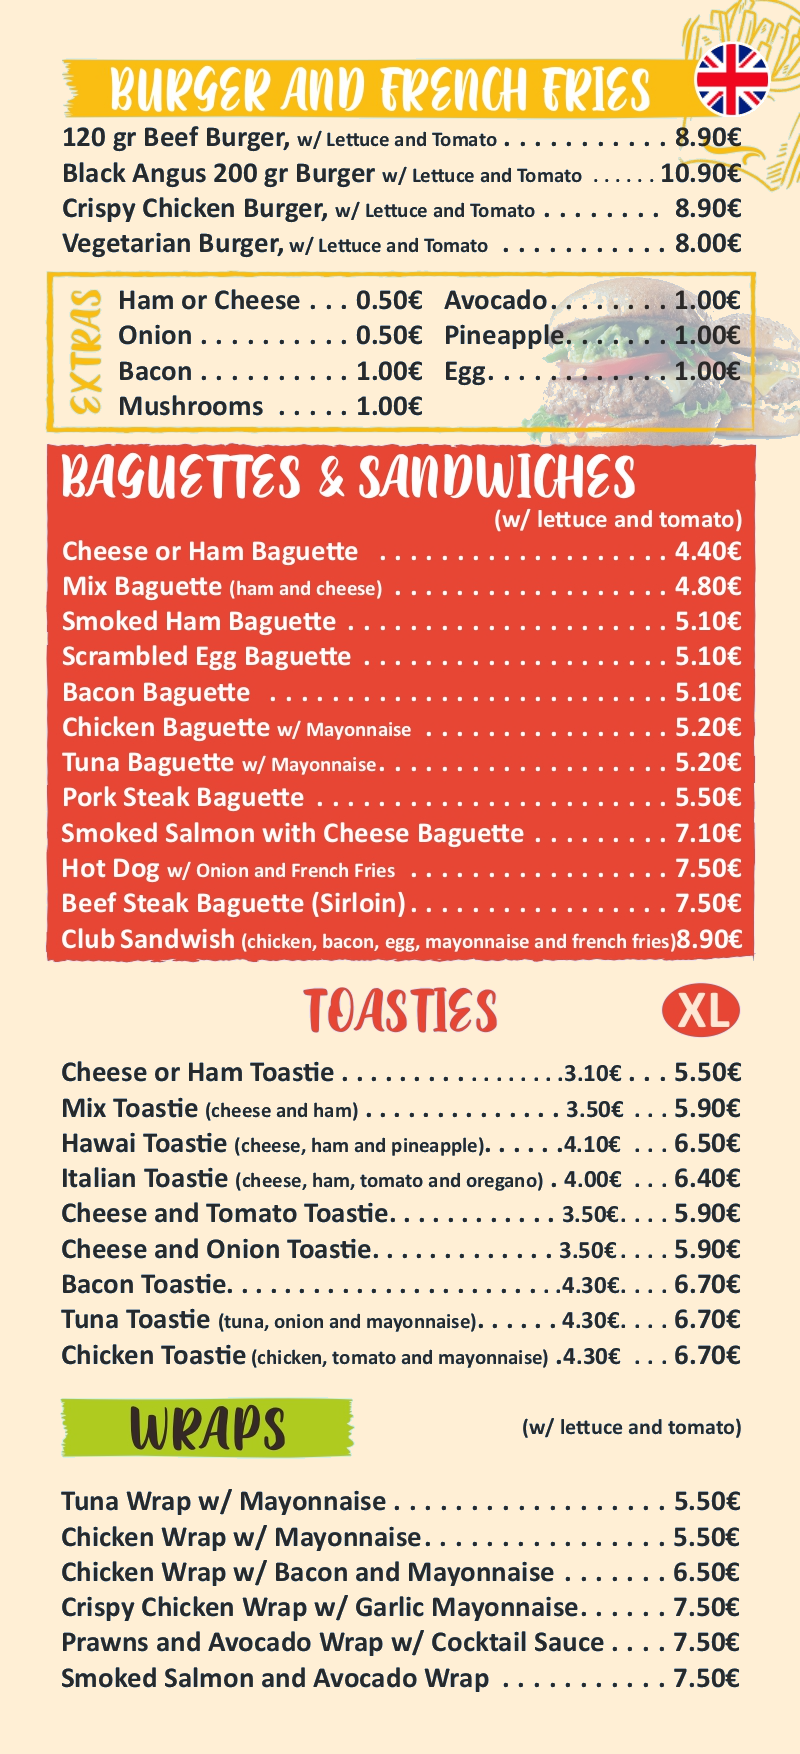 BURGER AND FRENCH FRIES
120 gr Beef Burger, w/ Lettuce and Tomato . . . . . . . . . . . 8.90€
Black Angus 200 gr Burger w/ Lettuce and Tomato . . . . . . 10.90€
Crispy Chicken Burger, w/ Lettuce and Tomato . . . . . . . . 8.90€
Vegetarian Burger, w/ Lettuce and Tomato . . . . . . . . . . . 8.00€
EXTRAS
Ham or Cheese . . . 0.50€
Onion . . . . . . . . . . 0.50€
Bacon . . . . . . . . . . 1.00€
Mushrooms . . . . . 1.00€
Avocado. . . . . . . . 1.00€
Pineapple. . . . . . . 1.00€
Egg. . . . . . . . . . . . 1.00€
BAGUETTES & SANDWICHES
(w/ lettuce and tomato)
Cheese or Ham Baguette . . . . . . . . . . . . . . . . . . . 4.40€
Mix Baguette (ham and cheese) . . . . . . . . . . . . . . . . . . 4.80€
Smoked Ham Baguette . . . . . . . . . . . . . . . . . . . . . 5.10€
Scrambled Egg Baguette . . . . . . . . . . . . . . . . . . . . 5.10€
Bacon Baguette . . . . . . . . . . . . . . . . . . . . . . . . . . 5.10€
Chicken Baguette w/ Mayonnaise . . . . . . . . . . . . . . . . 5.20€
Tuna Baguette w/ Mayonnaise. . . . . . . . . . . . . . . . . . . 5.20€
Pork Steak Baguette . . . . . . . . . . . . . . . . . . . . . . . 5.50€
Smoked Salmon with Cheese Baguette . . . . . . . . . 7.10€
Hot Dog w/ Onion and French Fries . . . . . . . . . . . . . . . . . 7.50€
Beef Steak Baguette (Sirloin). . . . . . . . . . . . . . . . . 7.50€
Club Sandwish (chicken, bacon, egg, mayonnaise and french fries)8.90€
TOASTIES XL
Cheese or Ham Toastie . . . . . . . . . . . . . . . . .3.10€ . . . 5.50€
Mix Toastie (cheese and ham) . . . . . . . . . . . . . . 3.50€ . . . 5.90€
Hawai Toastie (cheese, ham and pineapple). . . . . .4.10€ . . . 6.50€
Italian Toastie (cheese, ham, tomato and oregano) . 4.00€ . . . 6.40€
Cheese and Tomato Toastie. . . . . . . . . . . . 3.50€. . . . 5.90€
Cheese and Onion Toastie. . . . . . . . . . . . . 3.50€. . . . 5.90€
Bacon Toastie. . . . . . . . . . . . . . . . . . . . . . . .4.30€. . . . 6.70€
Tuna Toastie (tuna, onion and mayonnaise). . . . . . 4.30€. . . . 6.70€
Chicken Toastie (chicken, tomato and mayonnaise) .4.30€ . . . 6.70€
WRAPS (w/ lettuce and tomato)
Tuna Wrap w/ Mayonnaise . . . . . . . . . . . . . . . . . . 5.50€
Chicken Wrap w/ Mayonnaise. . . . . . . . . . . . . . . . 5.50€
Chicken Wrap w/ Bacon and Mayonnaise . . . . . . . 6.50€
Crispy Chicken Wrap w/ Garlic Mayonnaise. . . . . . 7.50€
Prawns and Avocado Wrap w/ Cocktail Sauce . . . . 7.50€
Smoked Salmon and Avocado Wrap . . . . . . . . . . . 7.50€